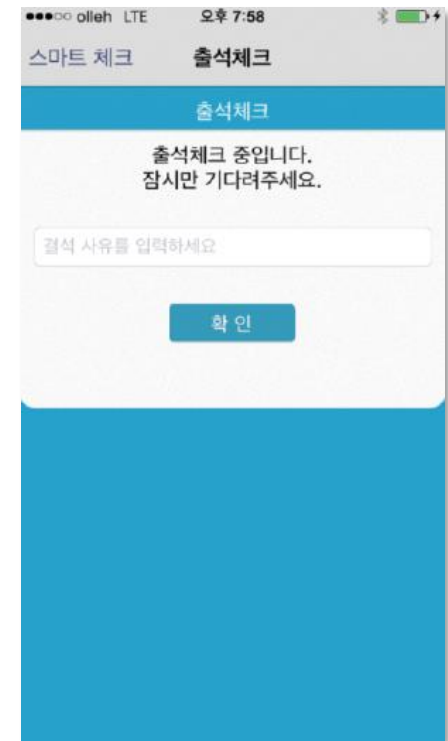 olleh LTE 오후 7:58
스마트 체크 출석체크
출석체크
출석체크 중입니다.
잠시만 기다려주세요.
결석 사유를 입력하세요
확 인